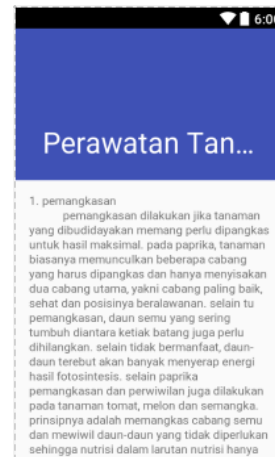 6:00
Perawatan Tan...
1. pemangkasan
pemangkasan dilakukan jika tanaman
yang dibudidayakan memang perlu dipangkas
untuk hasil maksimal. pada paprika, tanaman
biasanya memunculkan beberapa cabang
yang harus dipangkas dan hanya menyisakan
dua cabang utama, yakni cabang paling baik,
sehat dan posisinya beralawanan. selain tu
pemangkasan, daun semu yang sering
tumbuh diantara ketiak batang juga perlu
dihilangkan. selain tidak bermanfaat, daun-
daun terebut akan banyak menyerap energi
hasil fotosintesis. selain paprika
pemangkasan dan perwiwilan juga dilakukan
pada tanaman tomat, melon dan semangka.
prinsipnya adalah memangkas cabang semu
dan mewiwil daun-daun yang tidak diperlukan
sehingga nutrisi dalam larutan nutrisi hanya